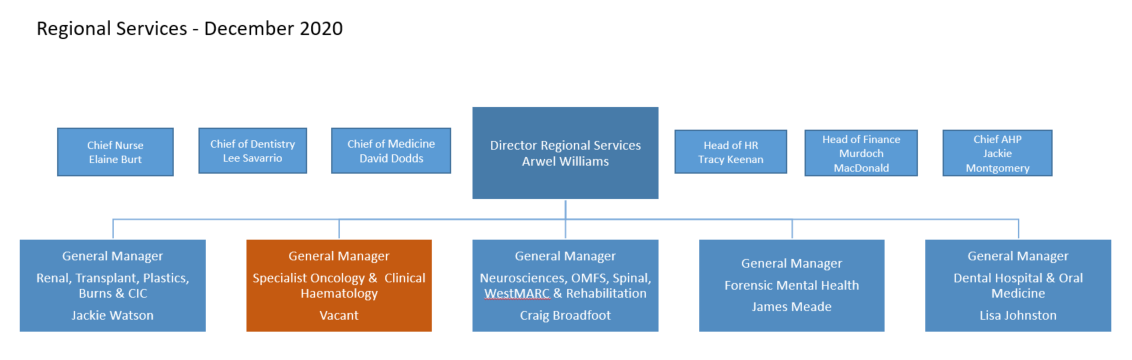 Regional Services - December 2020
Chief Nurse
Elaine Burt
Chief of Dentistry
Lee Savarrio
Chief of Medicine
David Dodds
Director Regional Services
Arwel Williams
Head of HR
Tracy Keenan
Head of Finance
Murdoch
MacDonald
Chief AHP
Jackie
Montgomery
General Manager
Renal, Transplant, Plastics,
Burns & CIC
Jackie Watson
General Manager
Specialist Oncology & Clinical
Haematology
Vacant
General Manager
Neurosciences, OMFS, Spinal,
WestMARC & Rehabilitation
Craig Broadfoot
General Manager
Forensic Mental Health
James Meade
General Manager
Dental Hospital & Oral
Medicine
Lisa Johnston